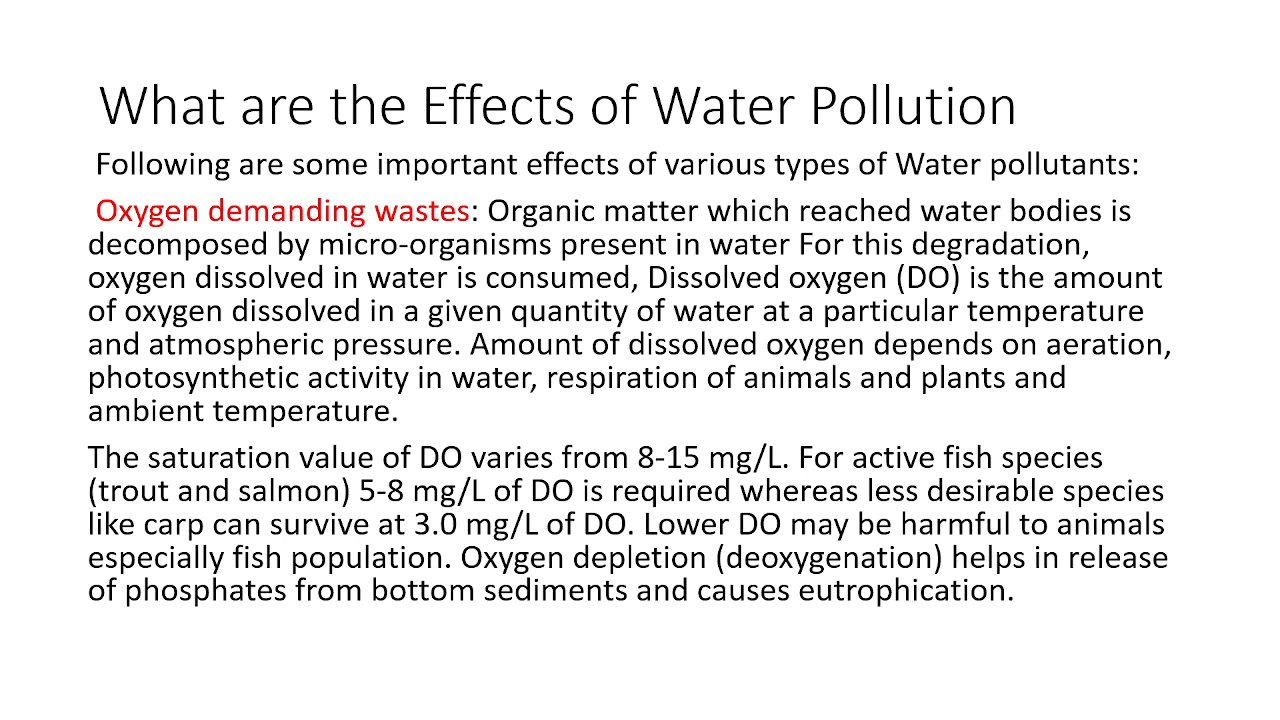 What are the Effects of Water Pollution
Following are some important effects of various types of Water pollutants:
Oxygen demanding wastes: Organic matter which reached water bodies is
decomposed by micro-organisms present in water For this degradation,
oxygen dissolved in water is consumed, Dissolved oxygen (DO) is the amount
of oxygen dissolved in a given quantity of water at a particular temperature
and atmospheric pressure. Amount of dissolved oxygen depends on aeration,
photosynthetic activity in water, respiration of animals and plants and
ambient temperature.
The saturation value of DO varies from 8-15 mg/L. For active fish species
(trout and salmon) 5-8 mg/L of DO is required whereas less desirable species
like carp can survive at 3.0 mg/L of DO. Lower DO may be harmful to animals
especially fish population. Oxygen depletion (deoxygenation) helps in release
of phosphates from bottom sediments and causes eutrophication.